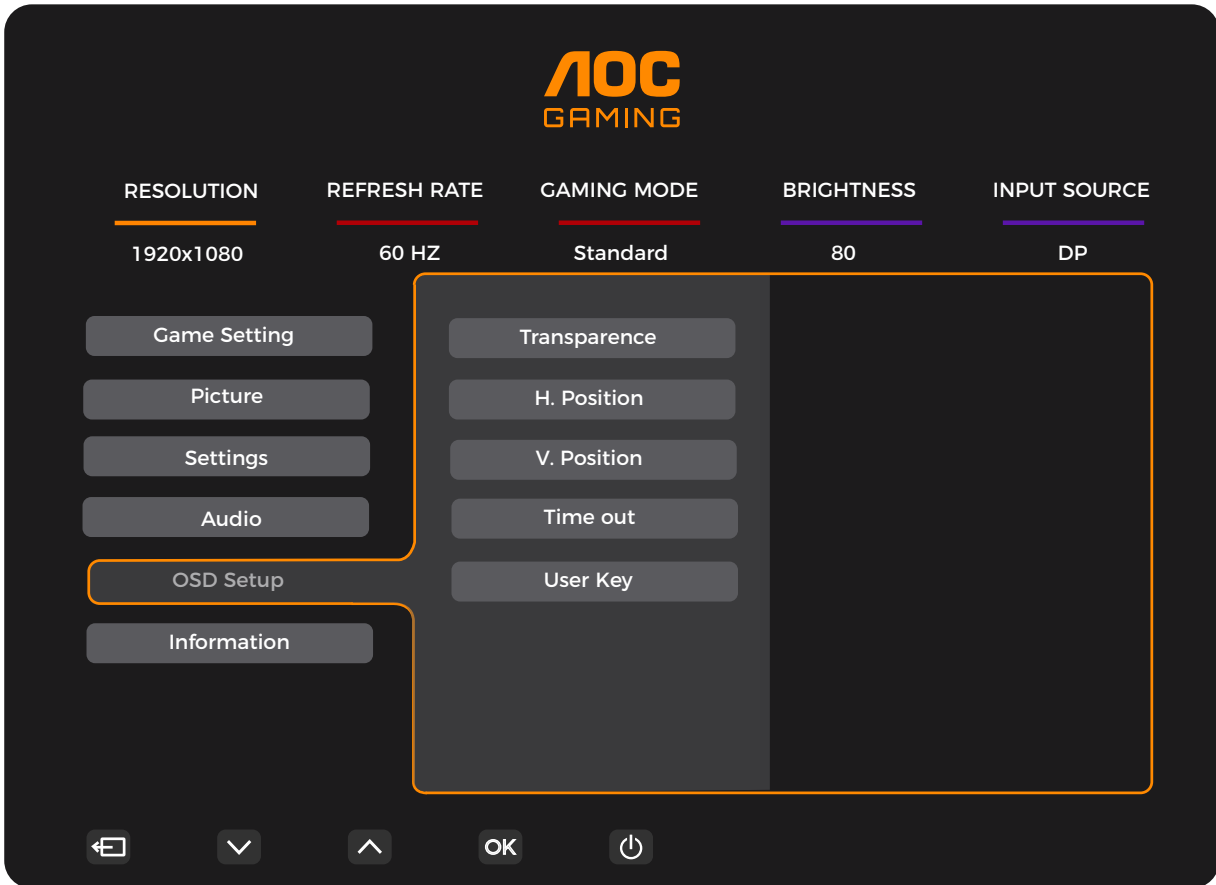 AOC
GAMING
RESOLUTION REFRESH RATE GAMING MODE BRIGHTNESS INPUT SOURCE
1920x1080 60 HZ Standard 80 DP
Game Setting
Picture
Settings
Audio
OSD Setup
Information
Transparence
H. Position
V. Position
Time out
User Key
OK